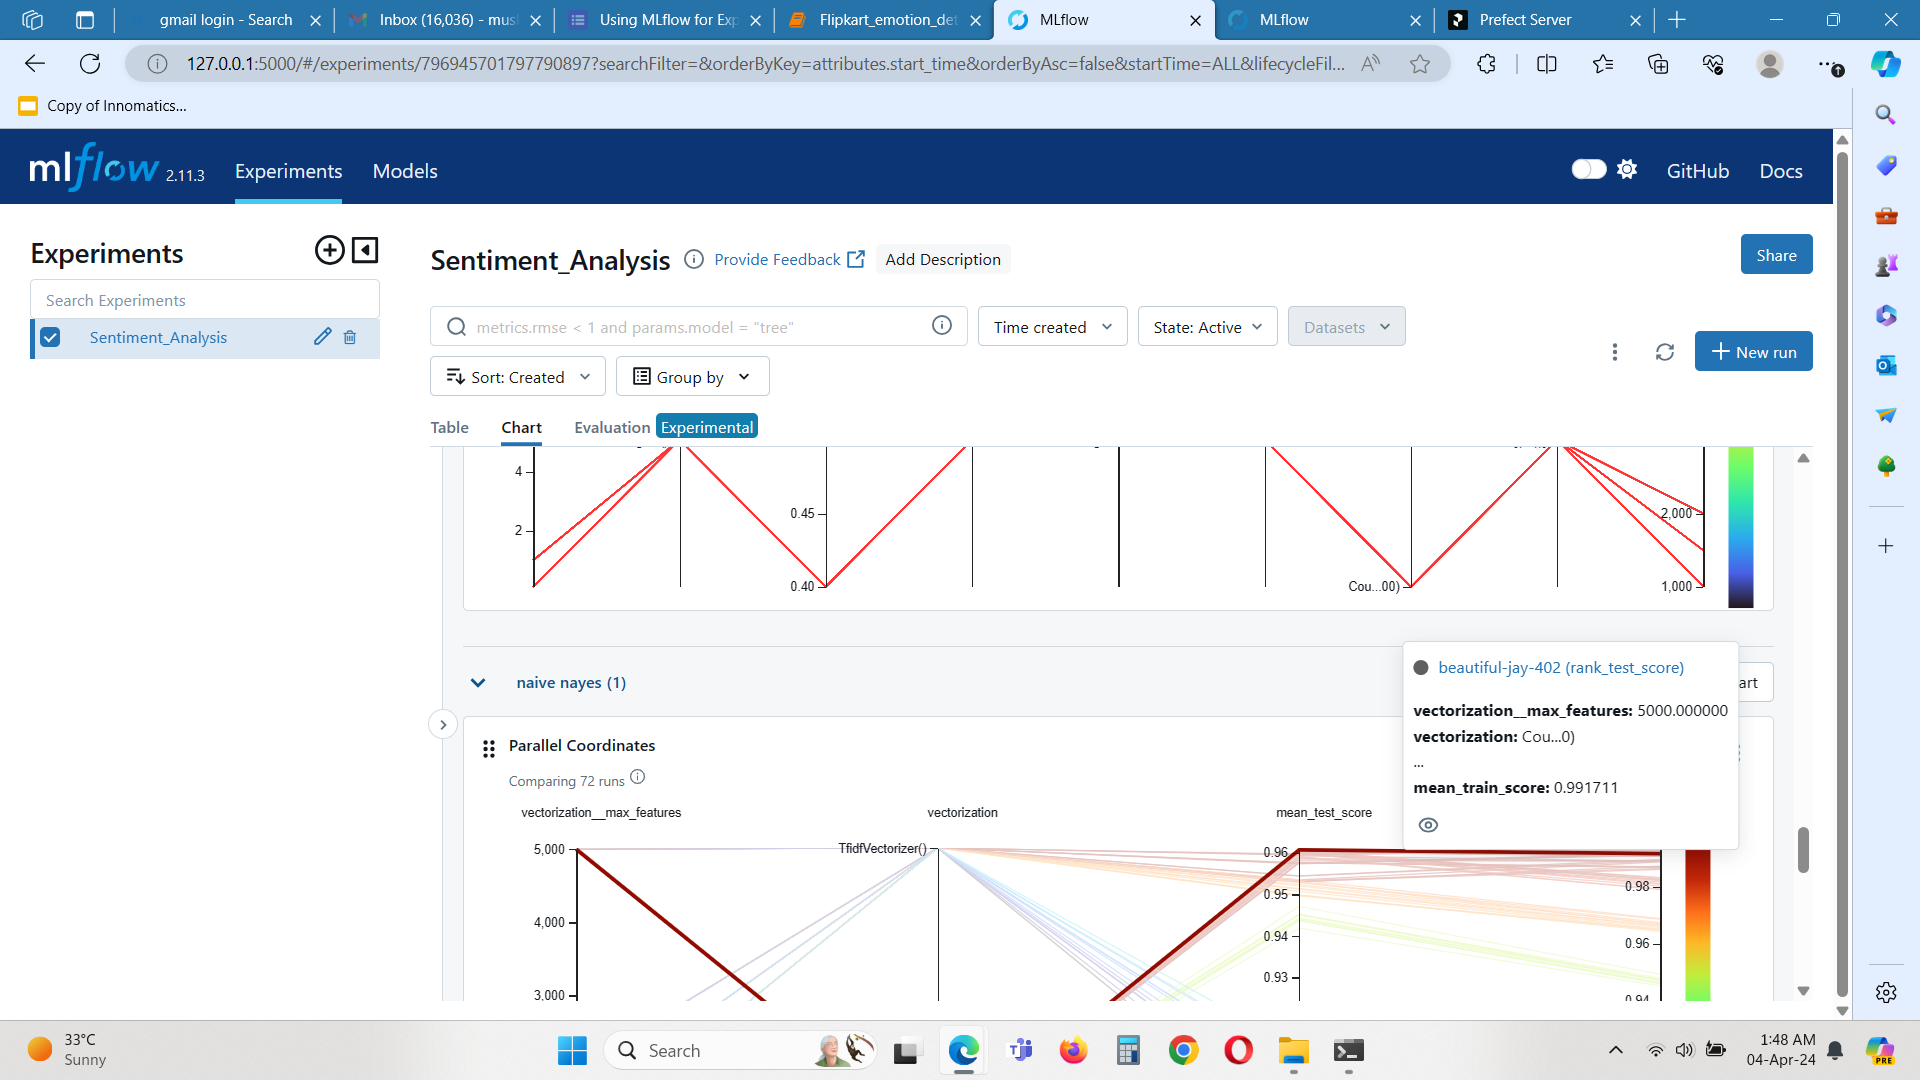 gmail login - Search
Inbox (16,036) - mus
Using MLflow for Exp
Flipkart_emotion_det
MLflow
MLflow
Prefect Server
127.0.0.1:5000/#/experiments/796945701797790897?searchFilter=&orderByKey=attributes.start_time&orderByAsc=false&startTime=ALL&lifecycleFil...
Copy of Innomatics...
mlflow 2.11.3
Experiments
Models
GitHub
Docs
Experiments
Search Experiments
Sentiment_Analysis
Sentiment_Analysis
Provide Feedback
Add Description
Share
metrics.rmse < 1 and params.model = "tree"
Time created
State: Active
Datasets
Sort: Created
Group by
New run
Table
Chart
Evaluation
Experimental
4
2
0.45
0.40
Cou...00)
2,000
1,000
naive nayes (1)
art
beautiful-jay-402 (rank_test_score)
vectorization__max_features: 5000.000000
vectorization: Cou...0)
...
mean_train_score: 0.991711
Parallel Coordinates
Comparing 72 runs
vectorization__max_features
vectorization
mean_test_score
5,000
4,000
3,000
TfidfVectorizer()
0.96
0.95
0.94
0.93
0.98
0.96
0.94
33°C
Sunny
Search
1:48 AM
04-Apr-24
PRE